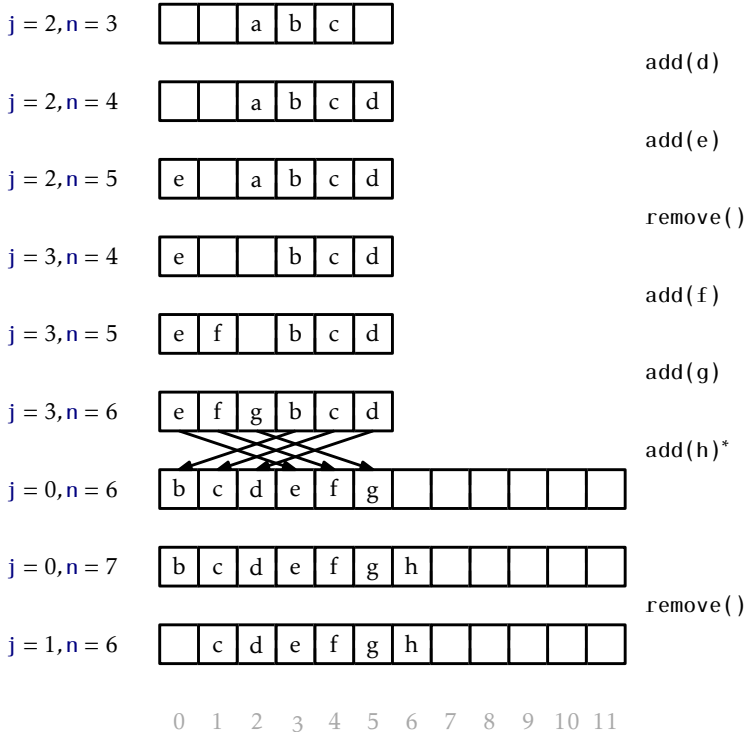 j = 2, n = 3 a b c
add(d)
j = 2, n = 4 a b c d
add(e)
j = 2, n = 5 e a b c d
remove()
j = 3, n = 4 e b c d
add(f)
j = 3, n = 5 e f b c d
add(g)
j = 3, n = 6 e f g b c d
add(h)*
j = 0, n = 6 b c d e f g
j = 0, n = 7 b c d e f g h
remove()
j = 1, n = 6 c d e f g h
0 1 2 3 4 5 6 7 8 9 10 11